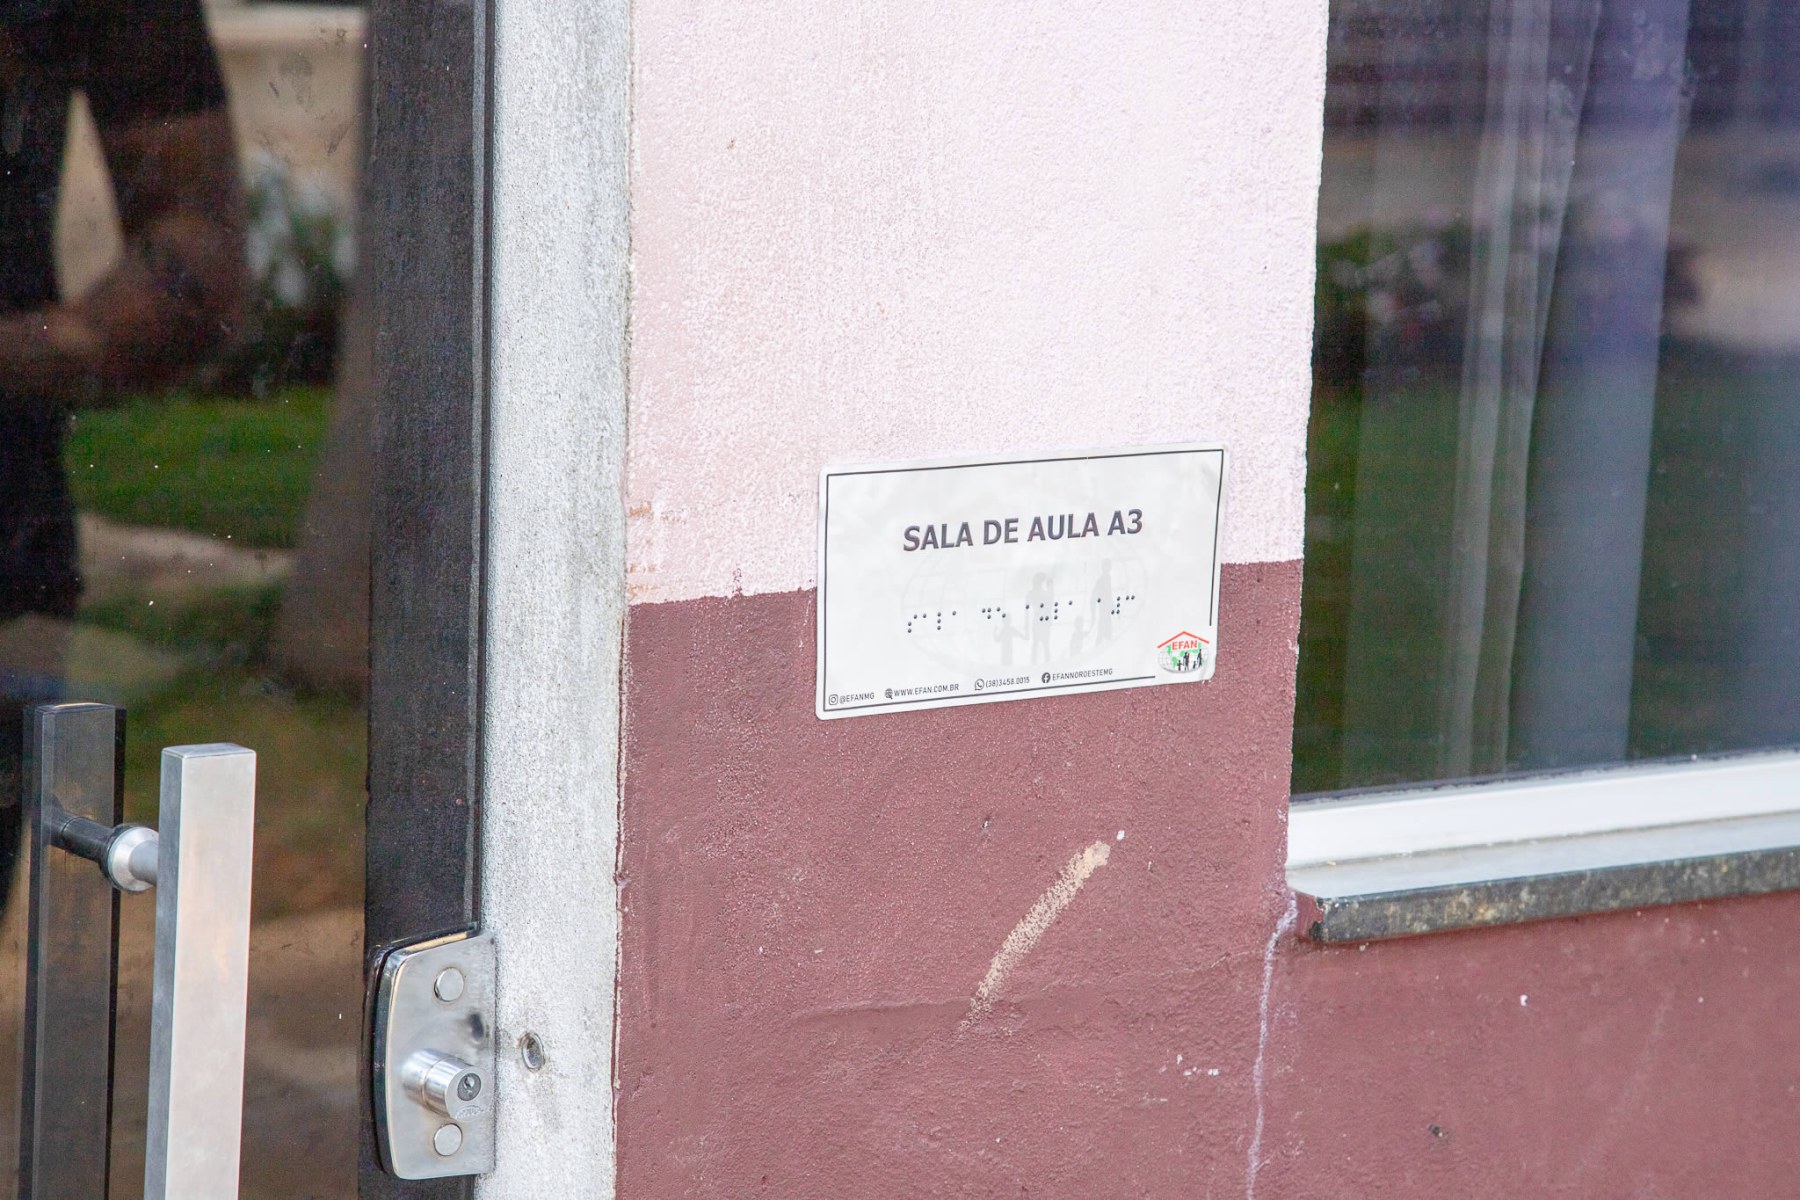 SALA DE AULA A3
⠎⠁⠇⠁ ⠙⠑ ⠁⠥⠇⠁ ⠁⠼⠉
EFAN
@EFANMG WWW.EFAN.COM.BR (38)3458.0015 EFANNOROESTEMG